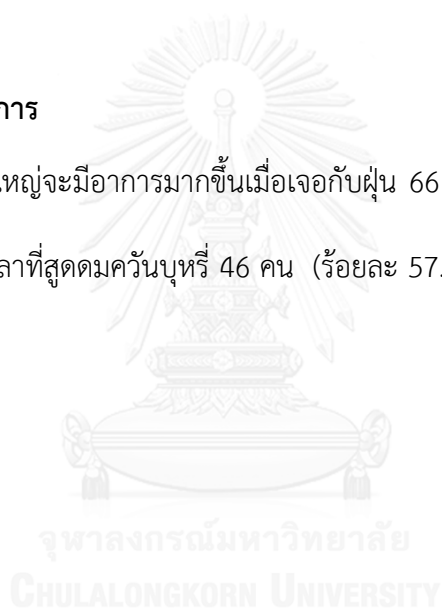 การ
หญ่จะมีอาการมากขึ้นเมื่อเจอกับฝุ่น 66
ลาที่สูดดมควันบุหรี่ 46 คน (ร้อยละ 57.
จุฬาลงกรณ์มหาวิทยาลัย
CHULALONGKORN UNIVERSITY